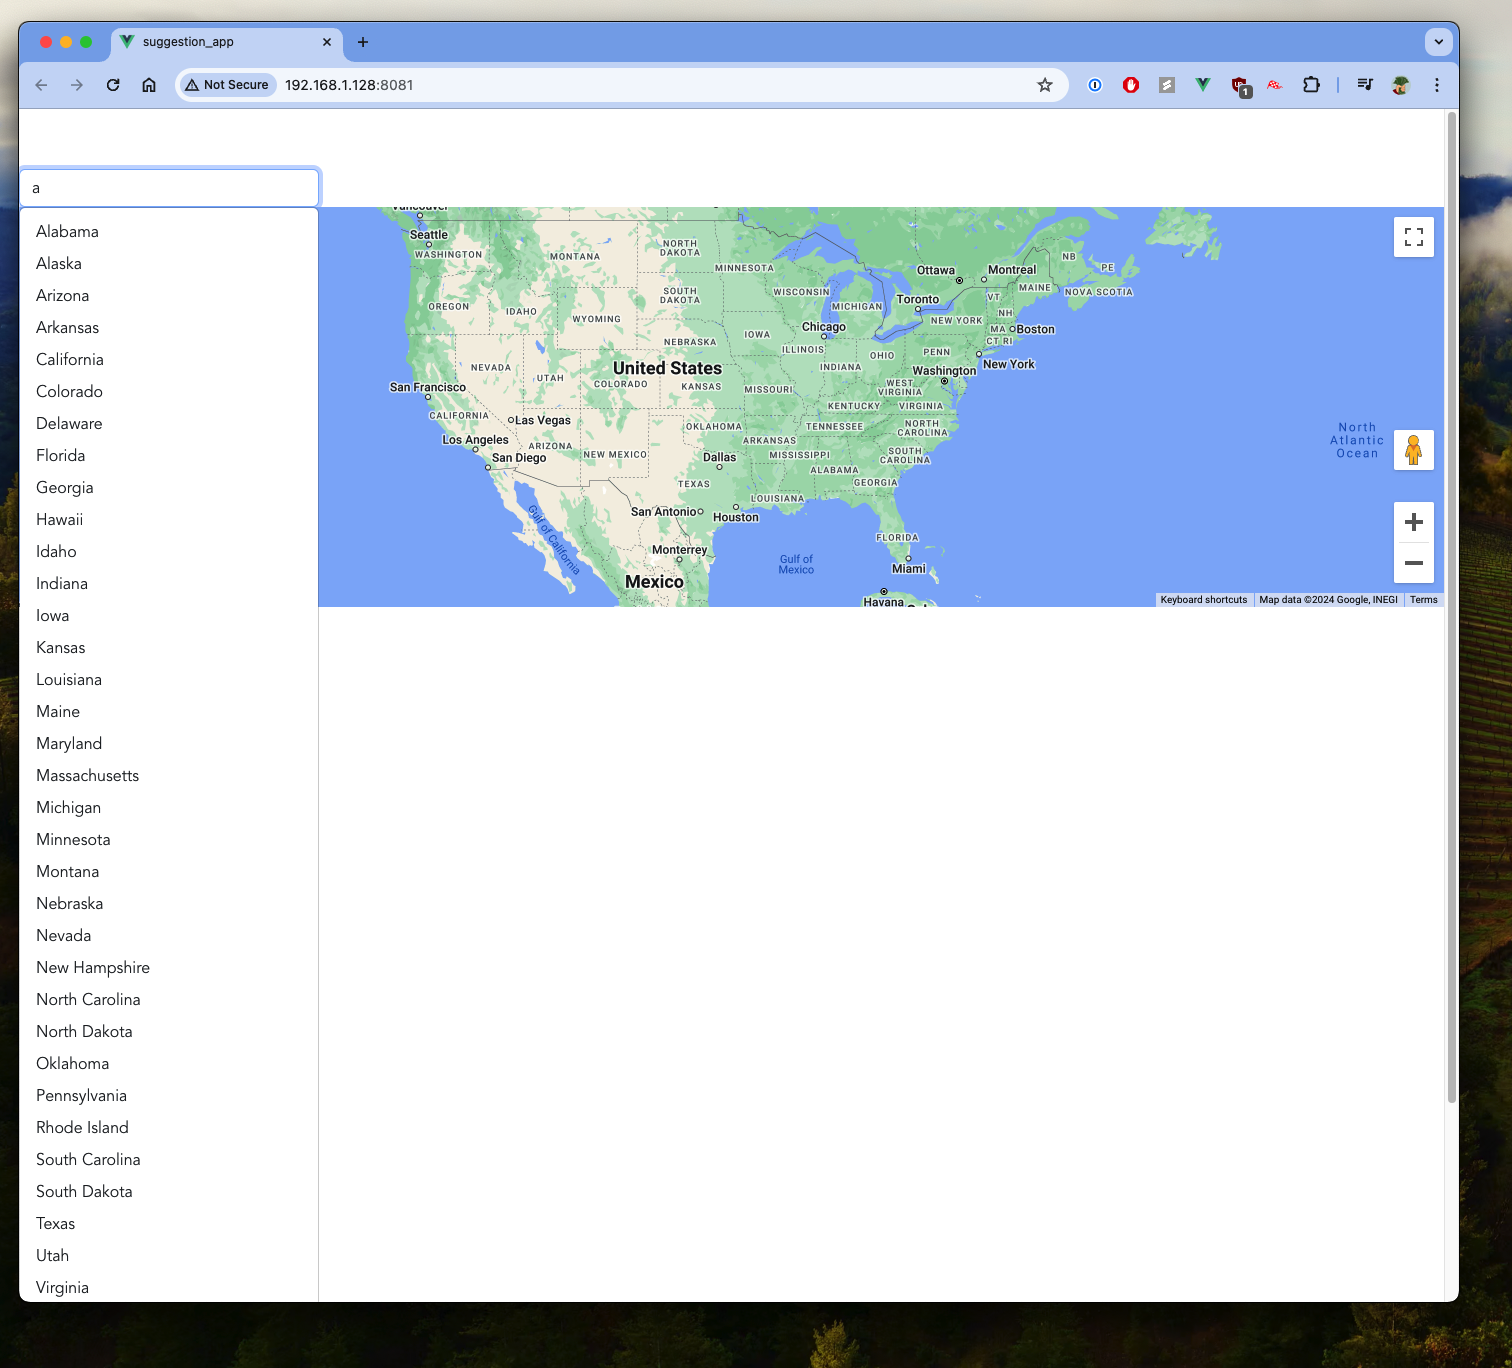 suggestion_app
Not Secure
192.168.1.128:8081
1
a
Alabama
Alaska
Arizona
Arkansas
California
Colorado
Delaware
Florida
Georgia
Hawaii
Idaho
Indiana
Iowa
Kansas
Louisiana
Maine
Maryland
Massachusetts
Michigan
Minnesota
Montana
Nebraska
Nevada
New Hampshire
North Carolina
North Dakota
Oklahoma
Pennsylvania
Rhode Island
South Carolina
South Dakota
Texas
Utah
Virginia
Vancouver
Seattle
WASHINGTON
MONTANA
NORTH
DAKOTA
MINNESOTA
Ottawa
Montreal
NB
PE
NOVA SCOTIA
MAINE
OREGON
IDAHO
WYOMING
SOUTH
DAKOTA
WISCONSIN
MICHIGAN
Toronto
VT
NH
NEW YORK
MA
Boston
CT RI
Chicago
IOWA
NEBRASKA
ILLINOIS
INDIANA
OHIO
PENN
New York
NEVADA
UTAH
United States
COLORADO
KANSAS
MISSOURI
WEST
VIRGINIA
Washington
San Francisco
CALIFORNIA
Las Vegas
KENTUCKY
VIRGINIA
Los Angeles
ARIZONA
NEW MEXICO
OKLAHOMA
ARKANSAS
TENNESSEE
NORTH
CAROLINA
San Diego
Dallas
MISSISSIPPI
SOUTH
CAROLINA
ALABAMA
GEORGIA
TEXAS
LOUISIANA
San Antonio
Houston
Gulf of California
Monterrey
Mexico
Gulf of
Mexico
FLORIDA
Miami
Havana
North
Atlantic
Ocean
Keyboard shortcuts
Map data ©2024 Google, INEGI
Terms